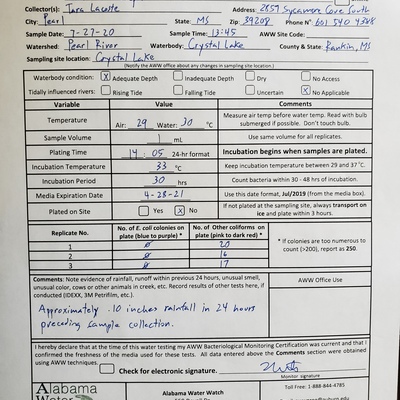 Collector(s): Tara Lacotte Address: 2859 Sycamore Cove South
City: Pearl State: MS Zip: 39208 Phone N°: 601 540 4308
Sample Date: 7-27-20 Sample Time: 13:45 AWW Site Code:
Watershed: Pearl River Waterbody: Crystal Lake County & State: Rankin, MS
Sampling site location: Crystal Lake
(Notify the AWW office about any changes in sampling site location.)
Waterbody condition: X Adequate Depth Inadequate Depth Dry No Access
Tidally influenced rivers: Rising Tide Falling Tide Uncertain X No Applicable
Variable Value Comments
Temperature Air: 29 Water: 30 °C Measure air temp before water temp. Read with bulb submerged if possible. Don't touch bulb.
Sample Volume 1 mL Use same volume for all replicates.
Plating Time 14 : 05 24-hr format Incubation begins when samples are plated.
Incubation Temperature 33 °C Keep incubation temperature between 29 and 37 °C.
Incubation Period 30 hrs Count bacteria within 30 - 48 hrs of incubation.
Media Expiration Date 4-28-21 Use this date format, Jul/2019 (from the media box).
Plated on Site Yes X No If not plated at the sampling site, always transport on ice and plate within 3 hours.
Replicate No. No. of E. coli colonies on plate (blue to purple) * No. of Other coliforms on plate (pink to dark red) * * If colonies are too numerous to count (>200), report as 250.
1 0 20
2 0 16
3 0 17
Comments: Note evidence of rainfall, runoff within previous 24 hours, unusual smell, unusual color, cows or other animals in creek, etc. Record results of other tests here, if conducted (IDEXX, 3M Petrifilm, etc.). AWW Office Use
Approximately .10 inches rainfall in 24 hours
preceding sample collection.
I hereby declare that at the time of this water testing my AWW Bacteriological Monitoring Certification was current and that I
confirmed the freshness of the media used for these tests. All data entered above the Comments section were obtained
using AWW techniques.
Check for electronic signature.
Monitor signature
Alabama Water
Alabama Water Watch
Toll Free: 1-888-844-4785